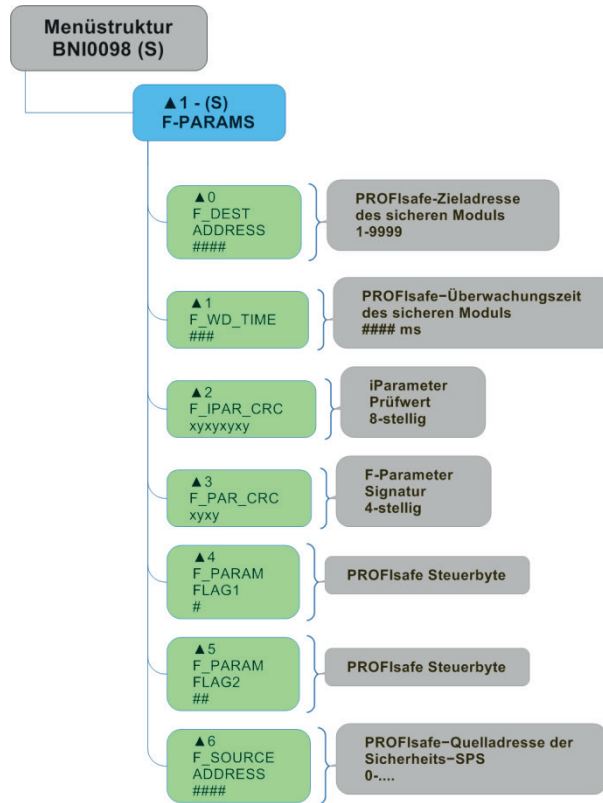 Menüstruktur
BNI0098 (S)
▲1 - (S)
F-PARAMS
▲0
F_DEST
ADDRESS
####
PROFIsafe-Zieladresse
des sicheren Moduls
1-9999
▲1
F_WD_TIME
###
PROFIsafe−Überwachungszeit
des sicheren Moduls
#### ms
▲2
F_IPAR_CRC
xyxyxyxy
iParameter
Prüfwert
8-stellig
▲3
F_PAR_CRC
xyxy
F-Parameter
Signatur
4-stellig
▲4
F_PARAM
FLAG1
#
PROFIsafe Steuerbyte
▲5
F_PARAM
FLAG2
##
PROFIsafe Steuerbyte
▲6
F_SOURCE
ADDRESS
####
PROFIsafe−Quelladresse der
Sicherheits−SPS
0-....